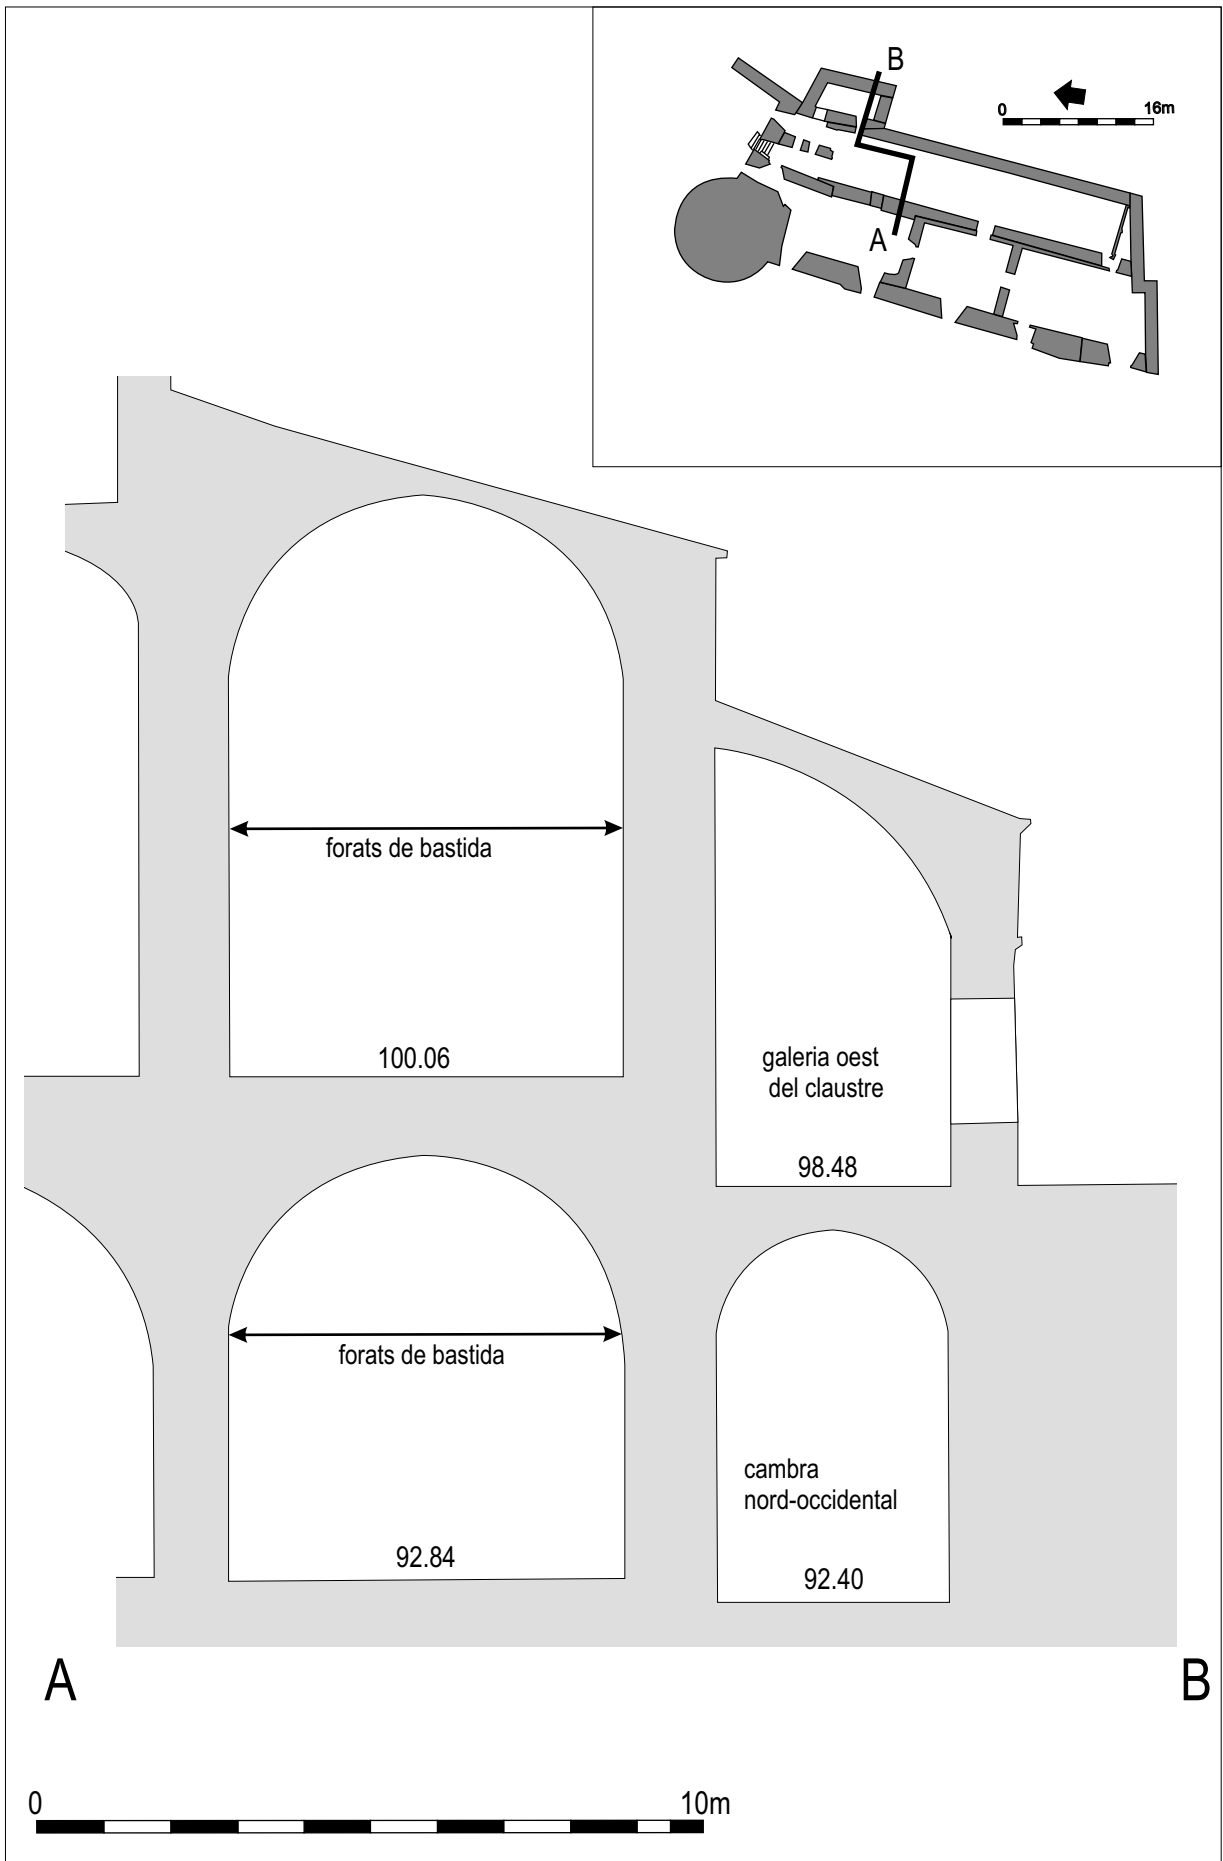 B
0
16m
A
forats de bastida
100.06
galeria oest
del claustre
98.48
forats de bastida
cambra
nord-occidental
92.84
92.40
A
B
0
10m